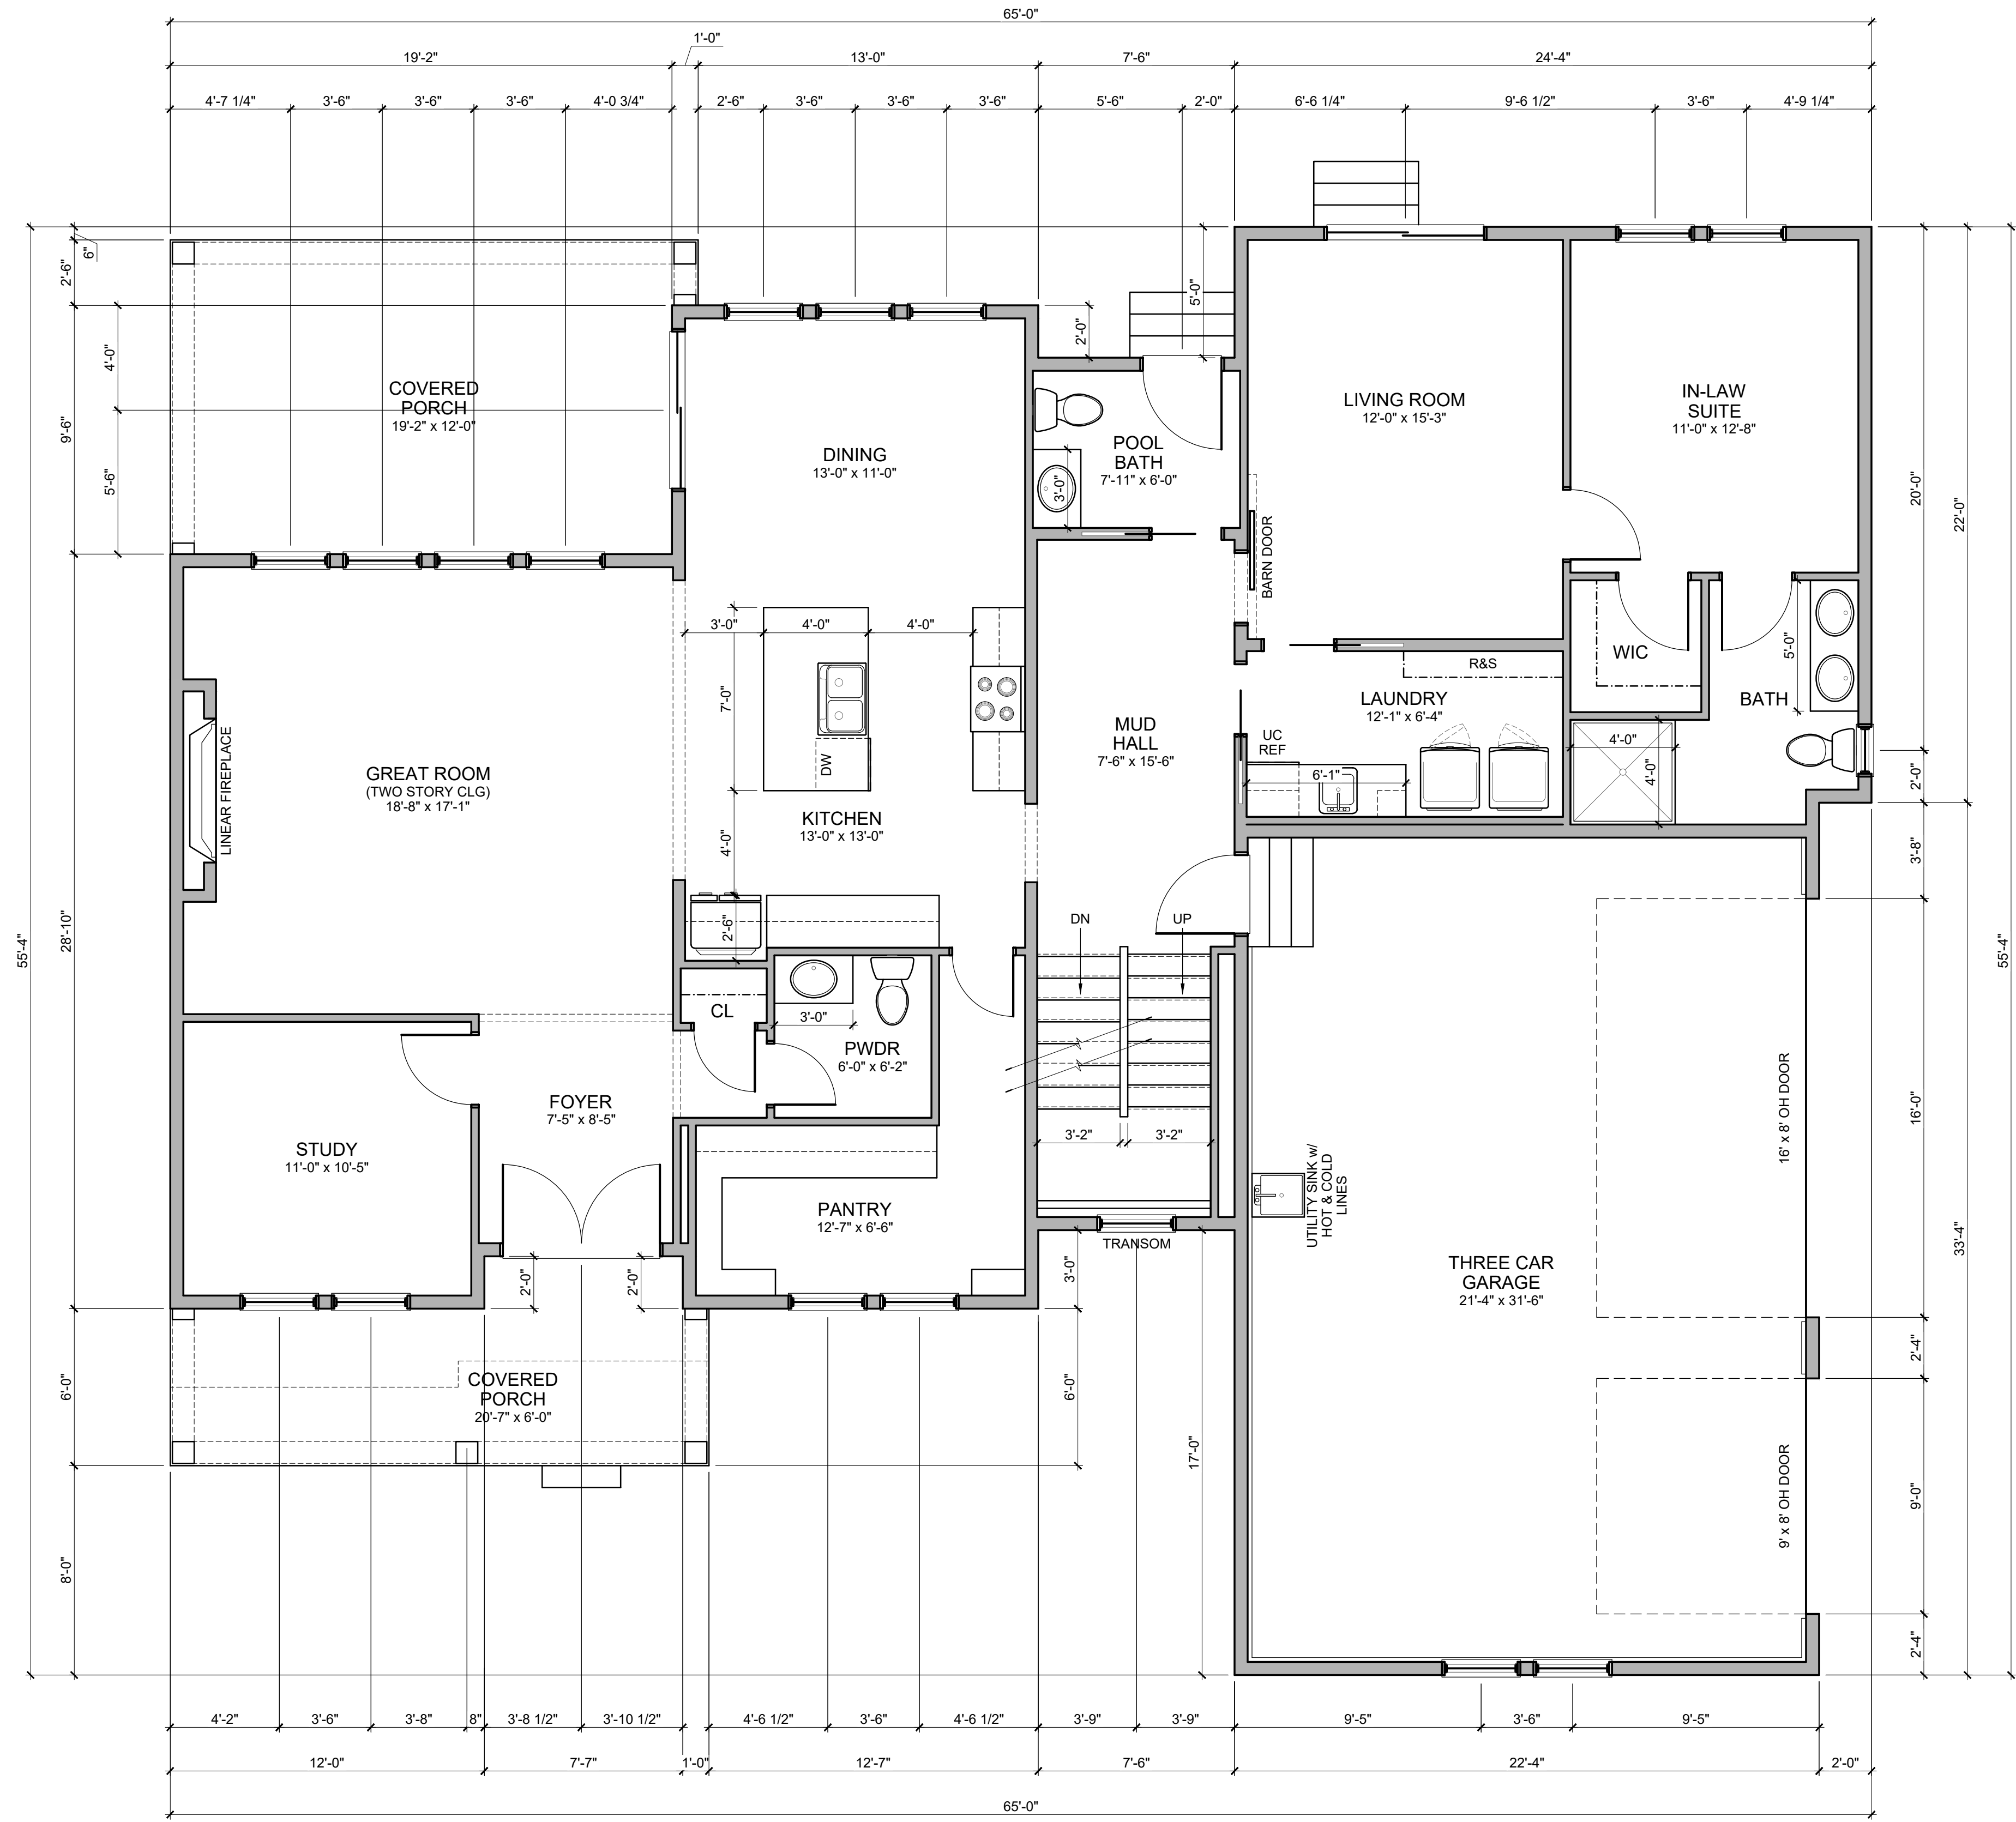 65'-0"
1'-0"
19'-2"
13'-0"
7'-6"
24'-4"
4'-7 1/4"
3'-6"
3'-6"
3'-6"
4'-0 3/4"
2'-6"
3'-6"
3'-6"
3'-6"
5'-6"
2'-0"
6'-6 1/4"
9'-6 1/2"
3'-6"
4'-9 1/4"
6"
2'-6"
9'-6"
4'-0"
5'-6"
28'-10"
55'-4"
6'-0"
8'-0"
COVERED
PORCH
19'-2" x 12'-0"
DINING
13'-0" x 11'-0"
2'-0"
5'-0"
POOL
BATH
7'-11" x 6'-0"
3'-0"
LIVING ROOM
12'-0" x 15'-3"
BARN DOOR
IN-LAW
SUITE
11'-0" x 12'-8"
20'-0"
22'-0"
WIC
5'-0"
BATH
4'-0"
4'-0"
2'-0"
3'-8"
R&S
LAUNDRY
12'-1" x 6'-4"
UC
REF
6'-1"
MUD
HALL
7'-6" x 15'-6"
3'-0"
4'-0"
4'-0"
7'-0"
DW
KITCHEN
13'-0" x 13'-0"
4'-0"
2'-6"
GREAT ROOM
(TWO STORY CLG)
18'-8" x 17'-1"
LINEAR FIREPLACE
DN
UP
CL
3'-0"
PWDR
6'-0" x 6'-2"
FOYER
7'-5" x 8'-5"
STUDY
11'-0" x 10'-5"
3'-2"
3'-2"
PANTRY
12'-7" x 6'-6"
TRANSOM
2'-0"
2'-0"
3'-0"
6'-0"
17'-0"
UTILITY SINK w/
HOT & COLD
LINES
THREE CAR
GARAGE
21'-4" x 31'-6"
16' x 8' OH DOOR
9' x 8' OH DOOR
16'-0"
2'-4"
9'-0"
2'-4"
33'-4"
55'-4"
COVERED
PORCH
20'-7" x 6'-0"
4'-2"
3'-6"
3'-8"
8"
3'-8 1/2"
3'-10 1/2"
4'-6 1/2"
3'-6"
4'-6 1/2"
3'-9"
3'-9"
9'-5"
3'-6"
9'-5"
12'-0"
7'-7"
1'-0"
12'-7"
7'-6"
22'-4"
2'-0"
65'-0"